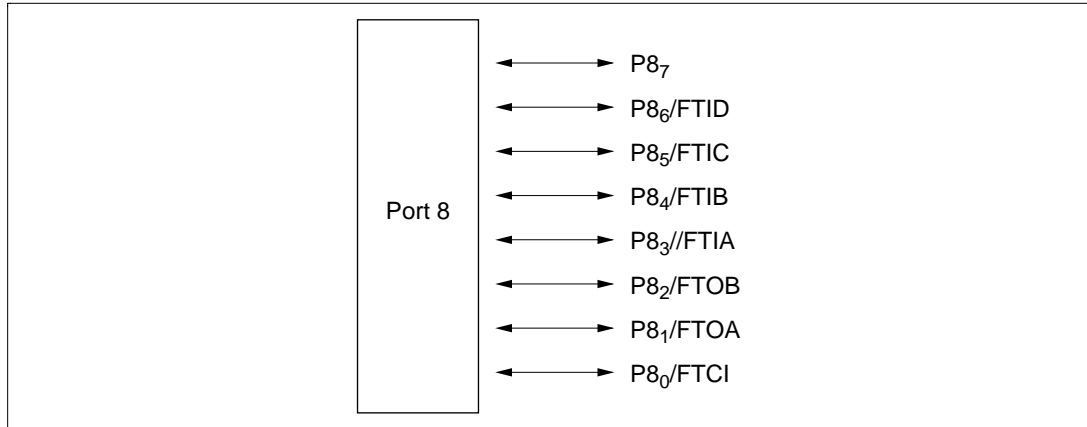 P8₇
P8₆/FTID
P8₅/FTIC
P8₄/FTIB
Port 8
P8₃//FTIA
P8₂/FTOB
P8₁/FTOA
P8₀/FTCI